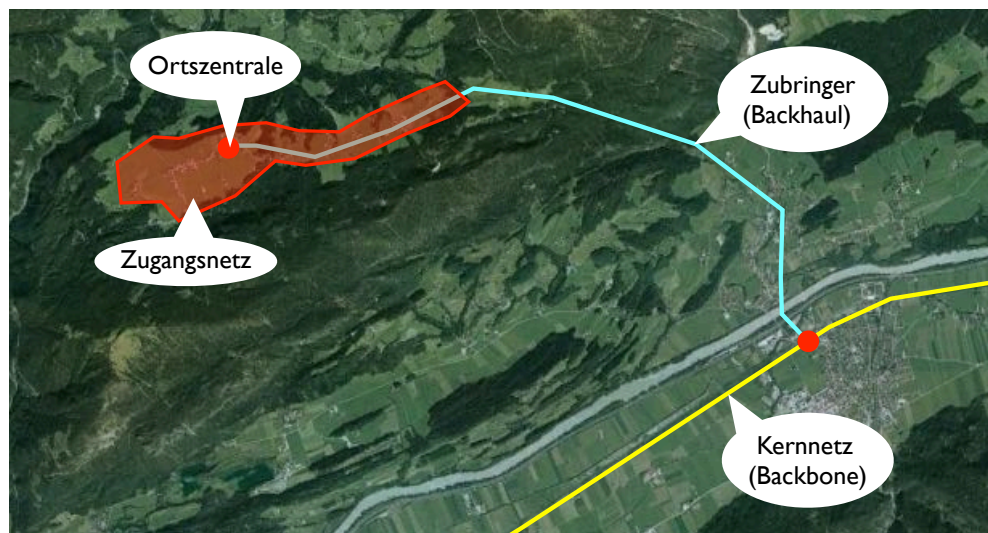 Ortszentrale
Zubringer
(Backhaul)
Zugangsnetz
Kernnetz
(Backbone)